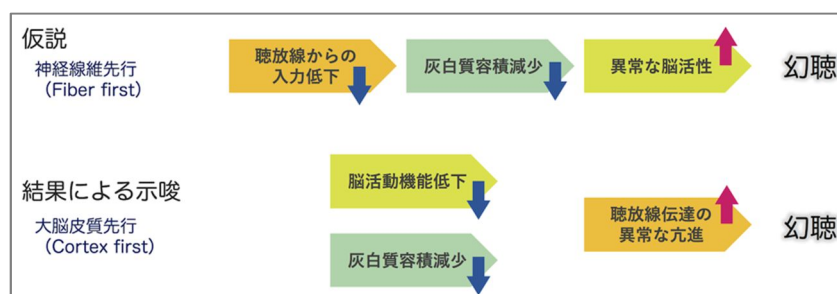 仮説
神経線維先行
(Fiber first)
聴放線からの
入力低下
灰白質容積減少
異常な脳活性
幻聴
結果による示唆
大脳皮質先行
(Cortex first)
脳活動機能低下
灰白質容積減少
聴放線伝達の
異常な亢進
幻聴